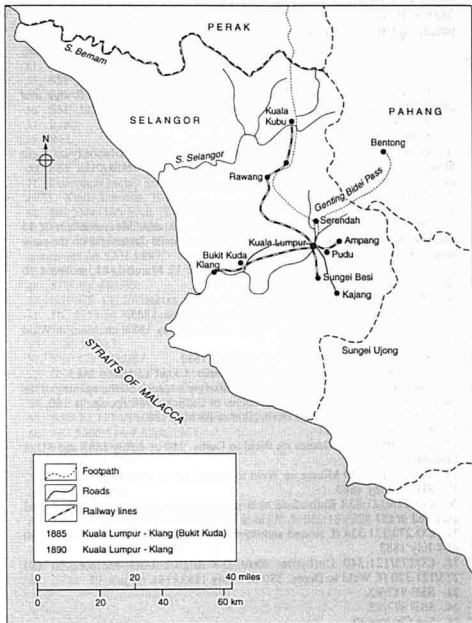 PERAK
S. Bernam
SELANGOR
PAHANG
Kuala
Kubu
Bentong
N
S. Selangor
Genting Bidei Pass
Rawang
Serendah
Kuala Lumpur
Ampang
Pudu
Bukit Kuda
Klang
Sungei Besi
Kajang
Sungei Ujong
STRAITS OF MALACCA
Footpath
Roads
Railway lines
1885 Kuala Lumpur - Klang (Bukit Kuda)
1890 Kuala Lumpur - Klang
0 10 20 30 40 miles
0 20 40 60 km